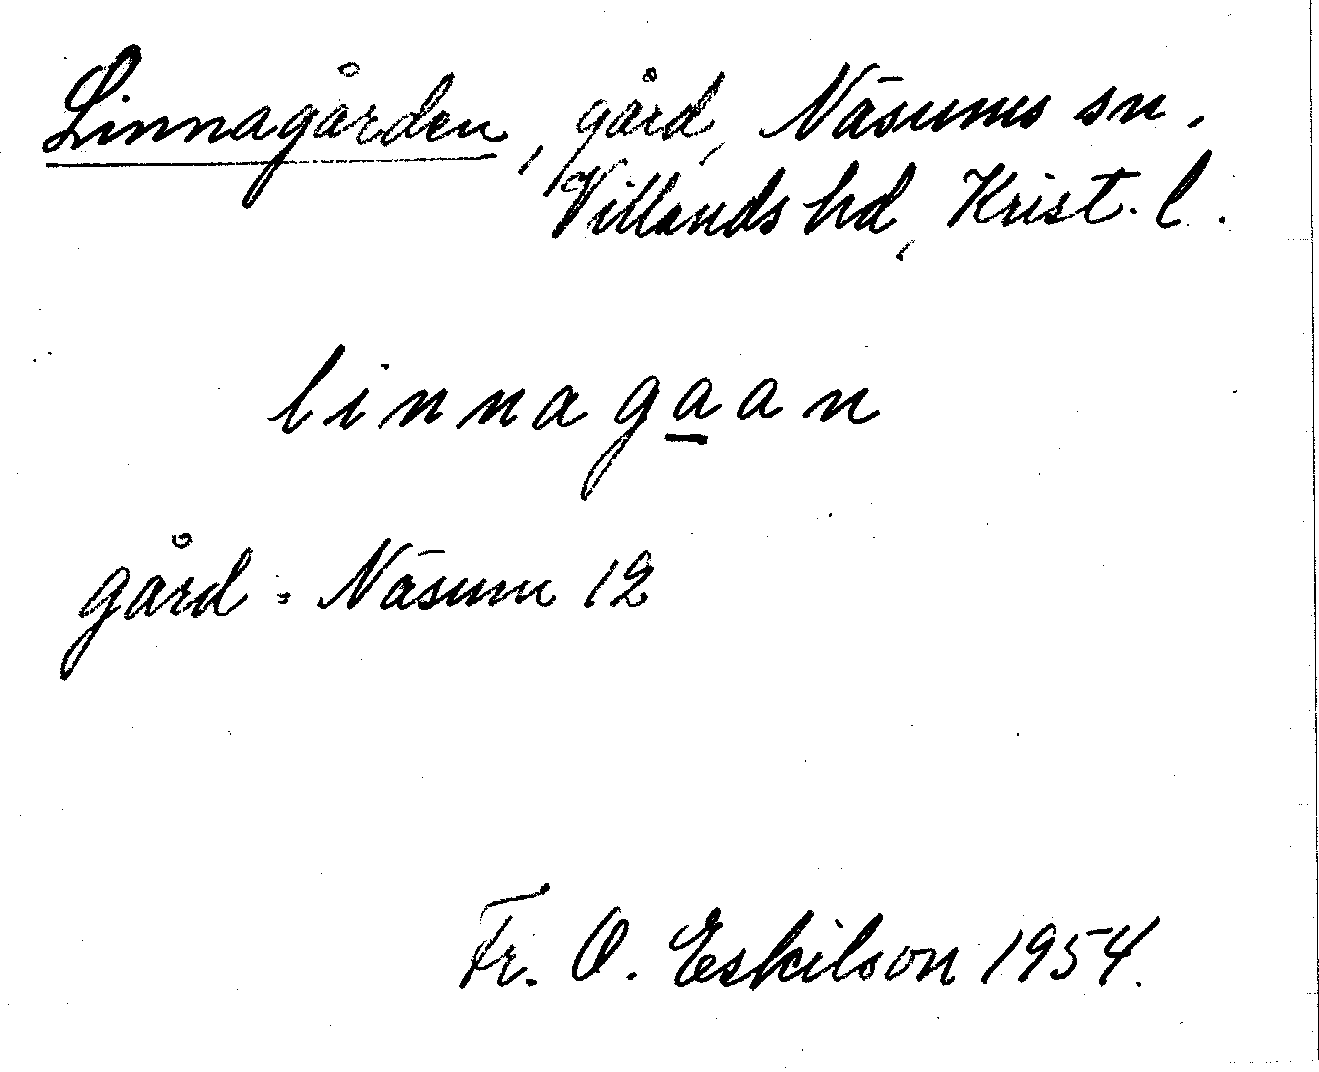 Linnagården, gård, Näsums sn.
Villands hd, Krist. l.
linnagaan
gård = Näsum 12
Fr. O. Eskilson 1954.